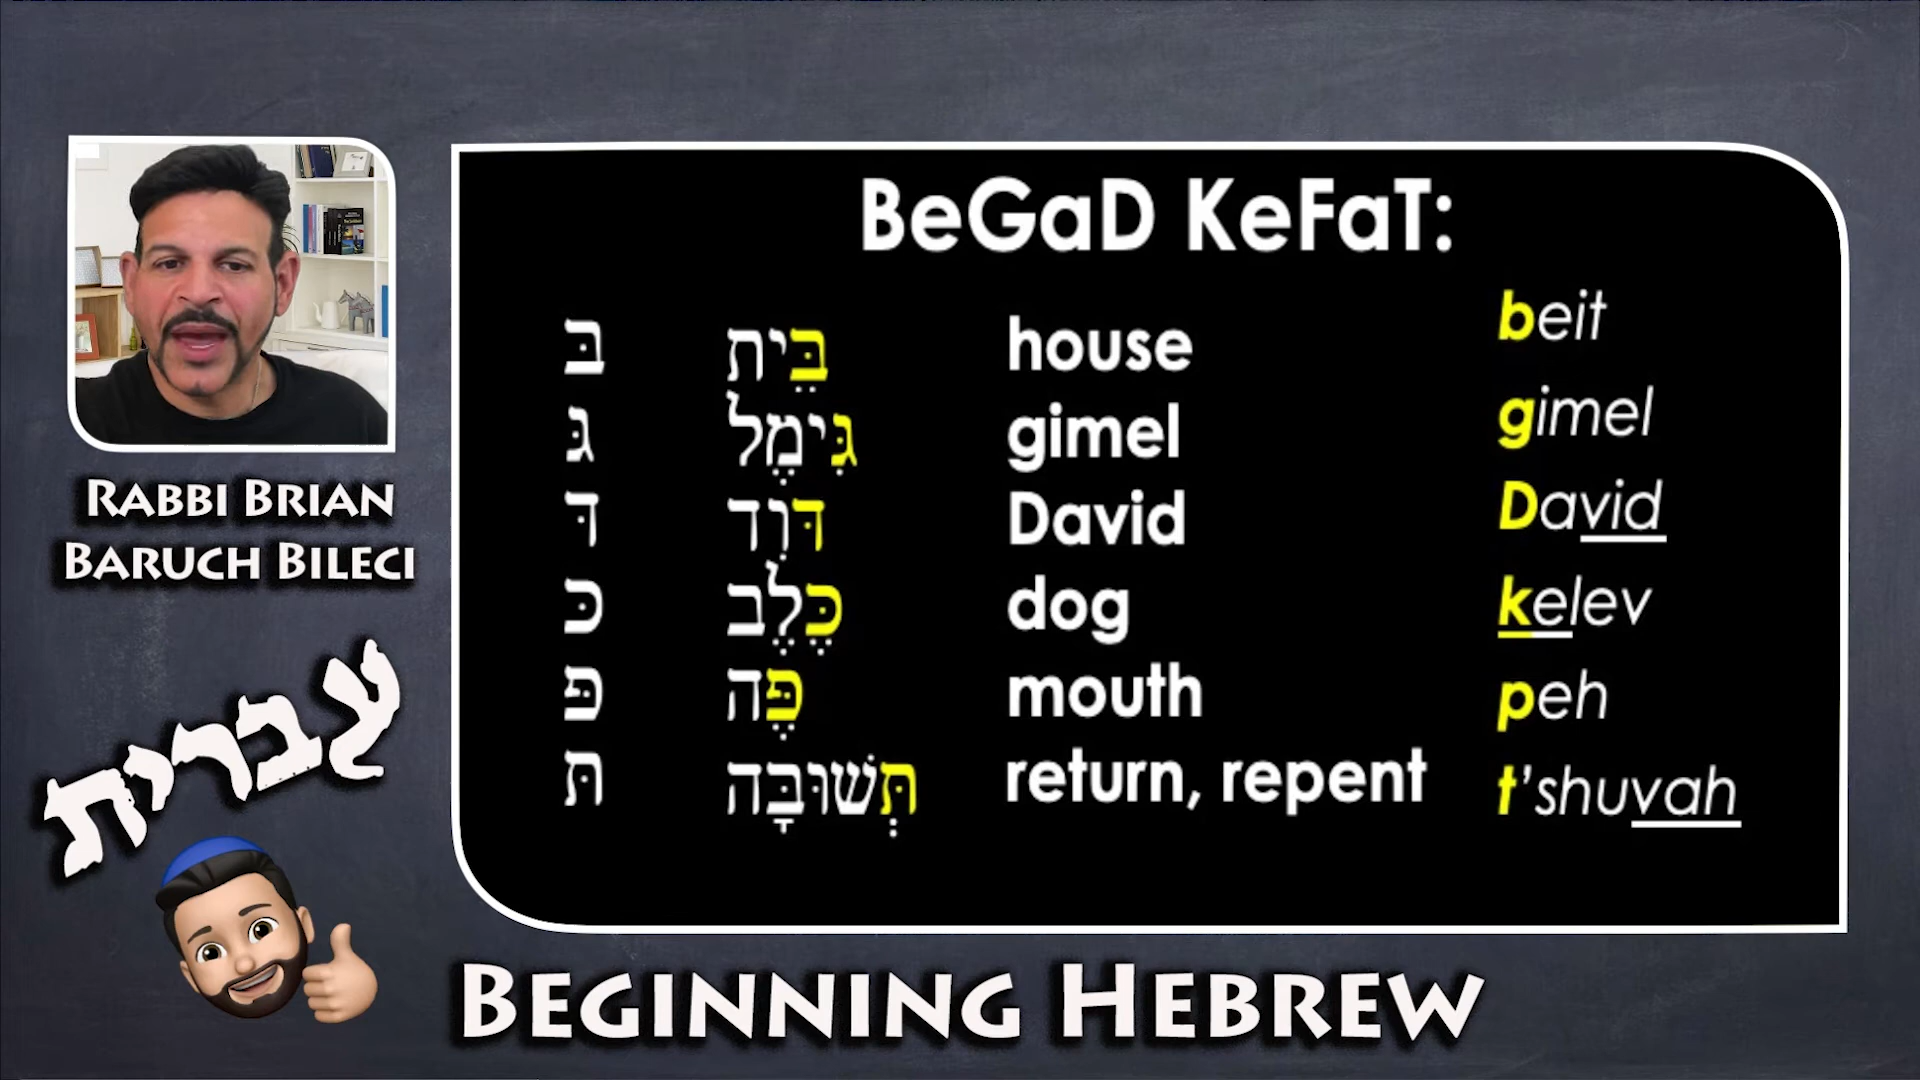 BeGaD KeFaT:
בּ בֵּית house beit
גּ גִּימֶל gimel gimel
דּ דּוִד David David
כּ כֶּלֶב dog kelev
פּ פֶּה mouth peh
תּ תְּשׁוּבָּה return, repent t'shuvah
RABBI BRIAN
BARUCH BILECI
עברית
BEGINNING HEBREW